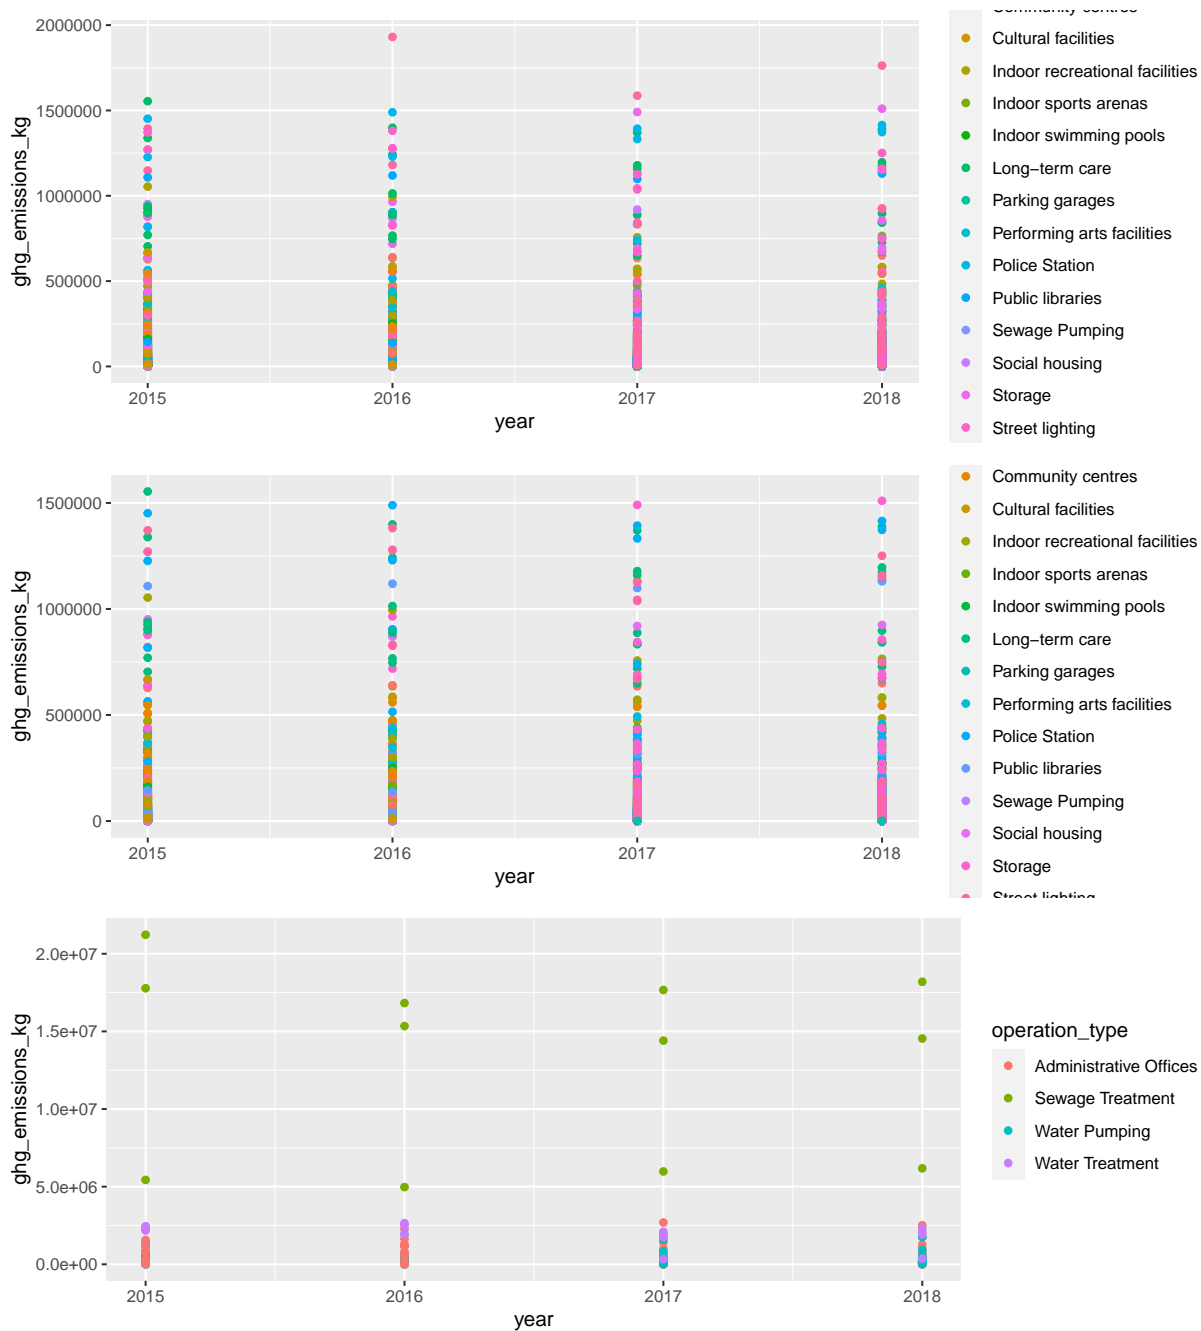 Community centres
Cultural facilities
Indoor recreational facilities
Indoor sports arenas
Indoor swimming pools
Long−term care
Parking garages
Performing arts facilities
Police Station
Public libraries
Sewage Pumping
Social housing
Storage
Street lighting
ghg_emissions_kg
2000000
1500000
1000000
500000
0
2015 2016 2017 2018
year
Community centres
Cultural facilities
Indoor recreational facilities
Indoor sports arenas
Indoor swimming pools
Long−term care
Parking garages
Performing arts facilities
Police Station
Public libraries
Sewage Pumping
Social housing
Storage
Street lighting
ghg_emissions_kg
1500000
1000000
500000
0
2015 2016 2017 2018
year
ghg_emissions_kg
2.0e+07
1.5e+07
1.0e+07
5.0e+06
0.0e+00
2015 2016 2017 2018
year
operation_type
Administrative Offices
Sewage Treatment
Water Pumping
Water Treatment